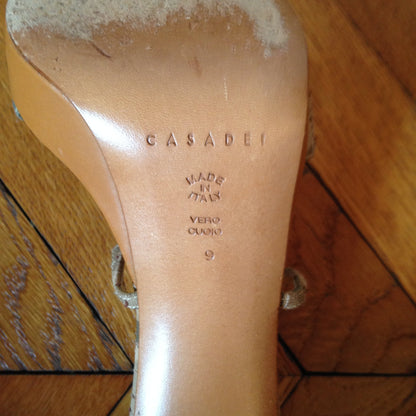 CASADEI
MADE
IN
ITALY
VERO
CUOIO
9